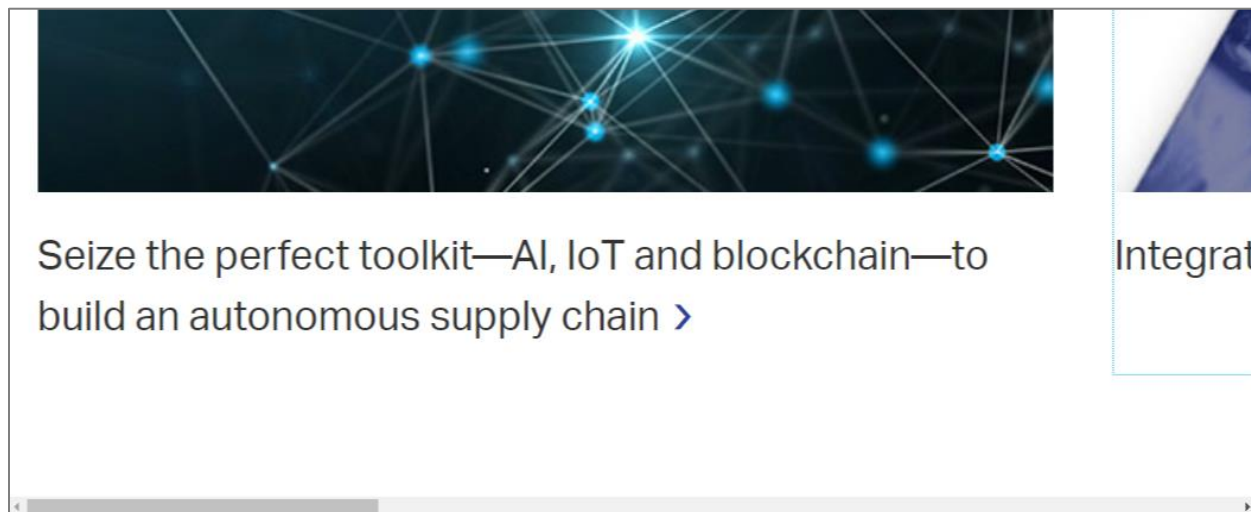 Seize the perfect toolkit—AI, IoT and blockchain—to
build an autonomous supply chain ›
Integrat